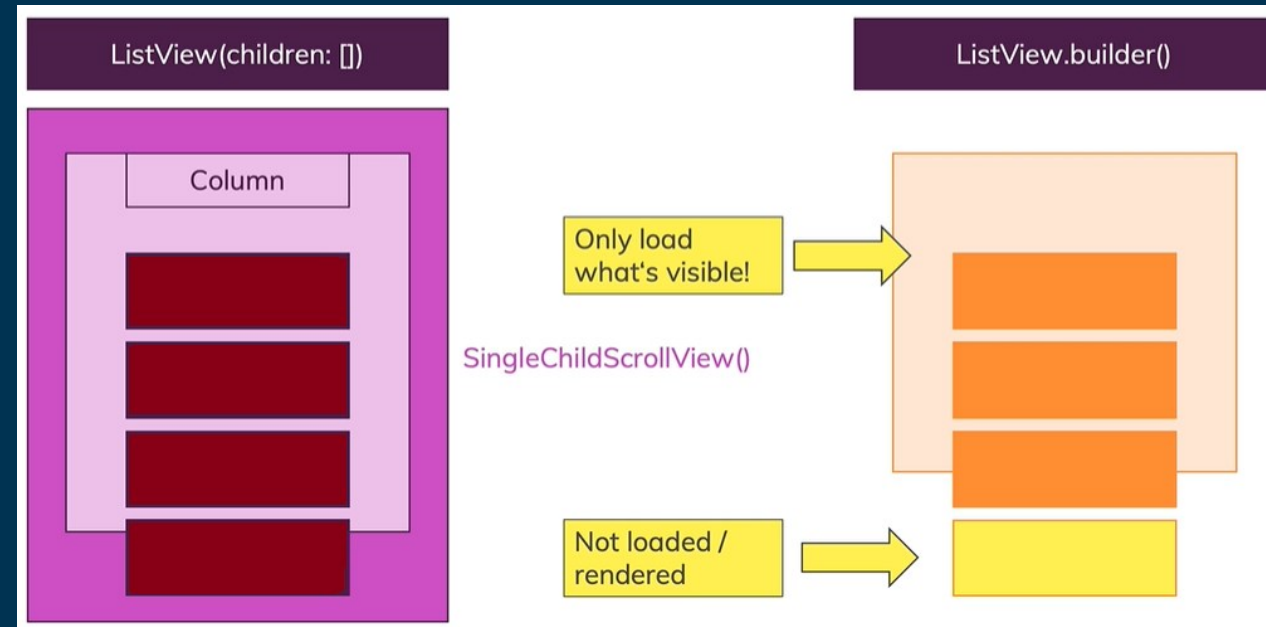 ListView(children: [])
ListView.builder()
Column
Only load
what‘s visible!
SingleChildScrollView()
Not loaded /
rendered